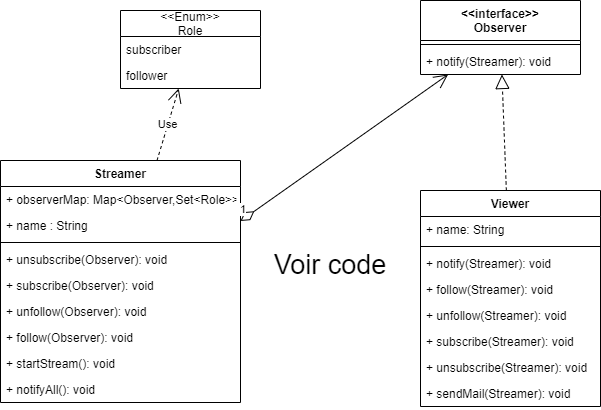 <<Enum>>
Role
subscriber
follower
<<interface>>
Observer
+ notify(Streamer): void
Use
Streamer
+ observerMap: Map<Observer,Set<Role>>
+ name : String
+ unsubscribe(Observer): void
+ subscribe(Observer): void
+ unfollow(Observer): void
+ follow(Observer): void
+ startStream(): void
+ notifyAll(): void
1
Voir code
Viewer
+ name: String
+ notify(Streamer): void
+ follow(Streamer): void
+ unfollow(Streamer): void
+ subscribe(Streamer): void
+ unsubscribe(Streamer): void
+ sendMail(Streamer): void